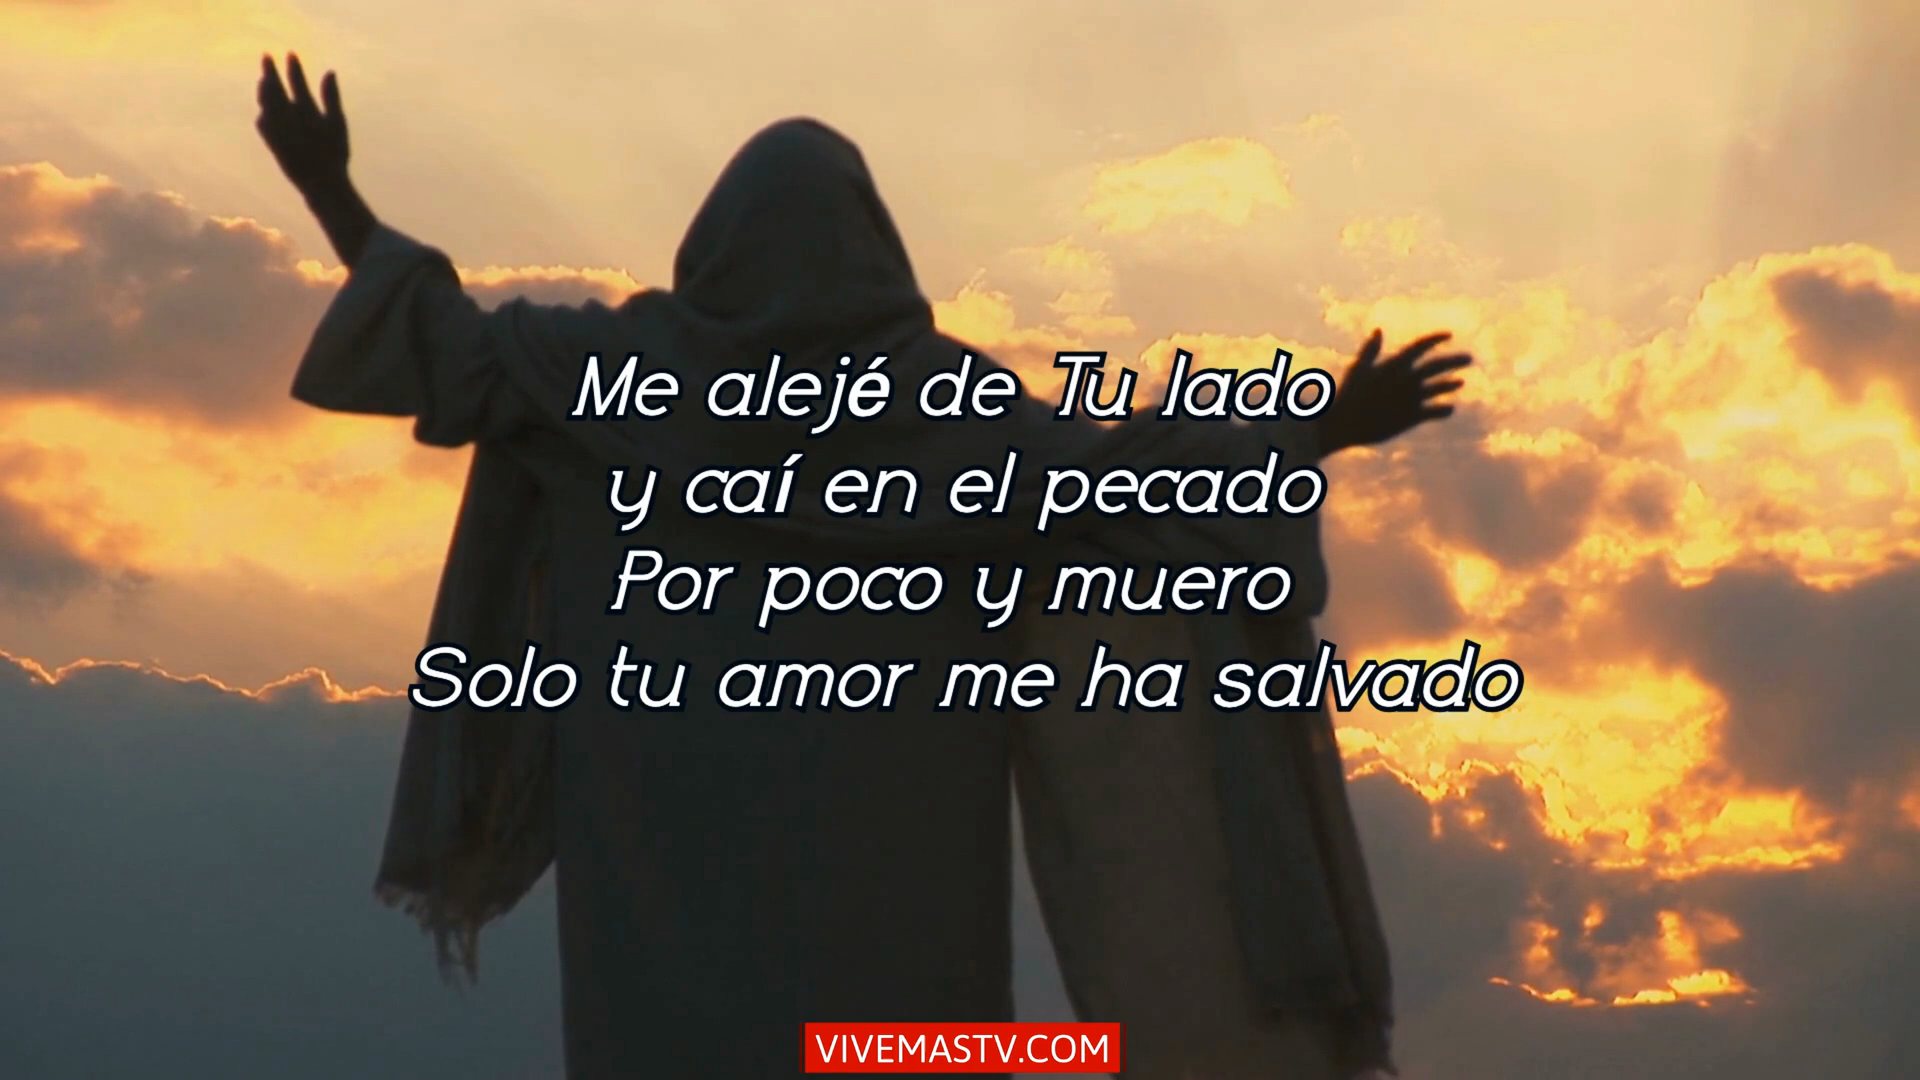 Me alejé de Tu lado
y caí en el pecado
Por poco y muero
Solo tu amor me ha salvado
VIVEMASTV.COM